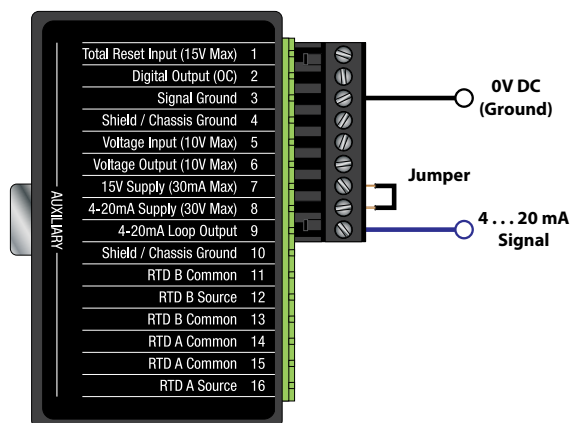 Total Reset Input (15V Max) 1
Digital Output (OC) 2
Signal Ground 3
Shield / Chassis Ground 4
Voltage Input (10V Max) 5
Voltage Output (10V Max) 6
15V Supply (30mA Max) 7
4-20mA Supply (30V Max) 8
4-20mA Loop Output 9
Shield / Chassis Ground 10
RTD B Common 11
RTD B Source 12
RTD B Common 13
RTD A Common 14
RTD A Common 15
RTD A Source 16
AUXILIARY
0V DC
(Ground)
Jumper
4 . . . 20 mA
Signal